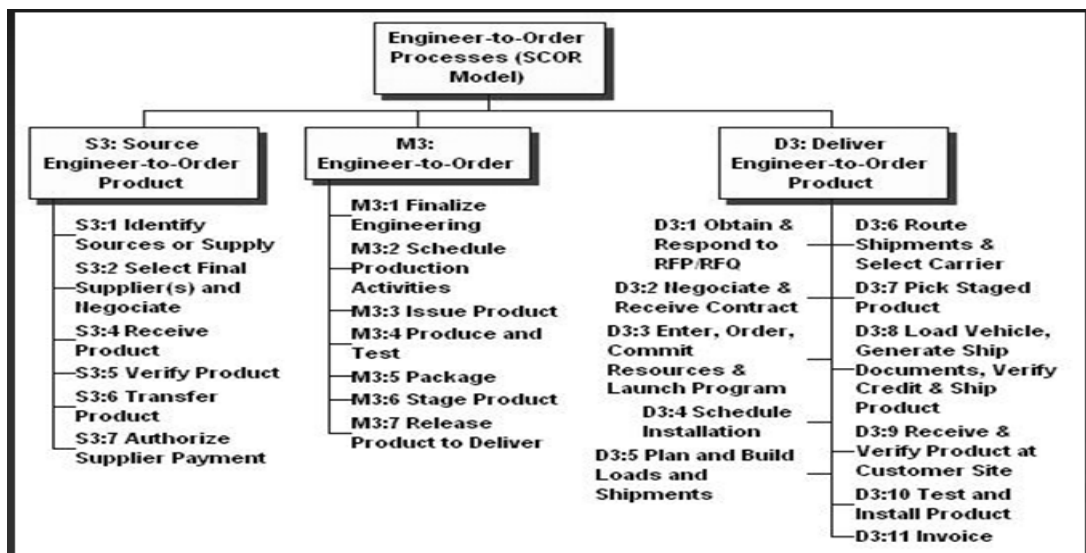 Engineer-to-Order
Processes (SCOR
Model)
S3: Source
Engineer-to-Order
Product
S3:1 Identify
Sources or Supply
S3:2 Select Final
Supplier(s) and
Negociate
S3:4 Receive
Product
S3:5 Verify Product
S3:6 Transfer
Product
S3:7 Authorize
Supplier Payment
M3:
Engineer-to-Order
M3:1 Finalize
Engineering
M3:2 Schedule
Production
Activities
M3:3 Issue Product
M3:4 Produce and
Test
M3:5 Package
M3:6 Stage Product
M3:7 Release
Product to Deliver
D3: Deliver
Engineer-to-Order
Product
D3:1 Obtain &
Respond to
RFP/RFQ
D3:2 Negociate &
Receive Contract
D3:3 Enter, Order,
Commit
Resources &
Launch Program
D3:4 Schedule
Installation
D3:5 Plan and Build
Loads and
Shipments
D3:6 Route
Shipments &
Select Carrier
D3:7 Pick Staged
Product
D3:8 Load Vehicle,
Generate Ship
Documents, Verify
Credit & Ship
Product
D3:9 Receive &
Verify Product at
Customer Site
D3:10 Test and
Install Product
D3:11 Invoice